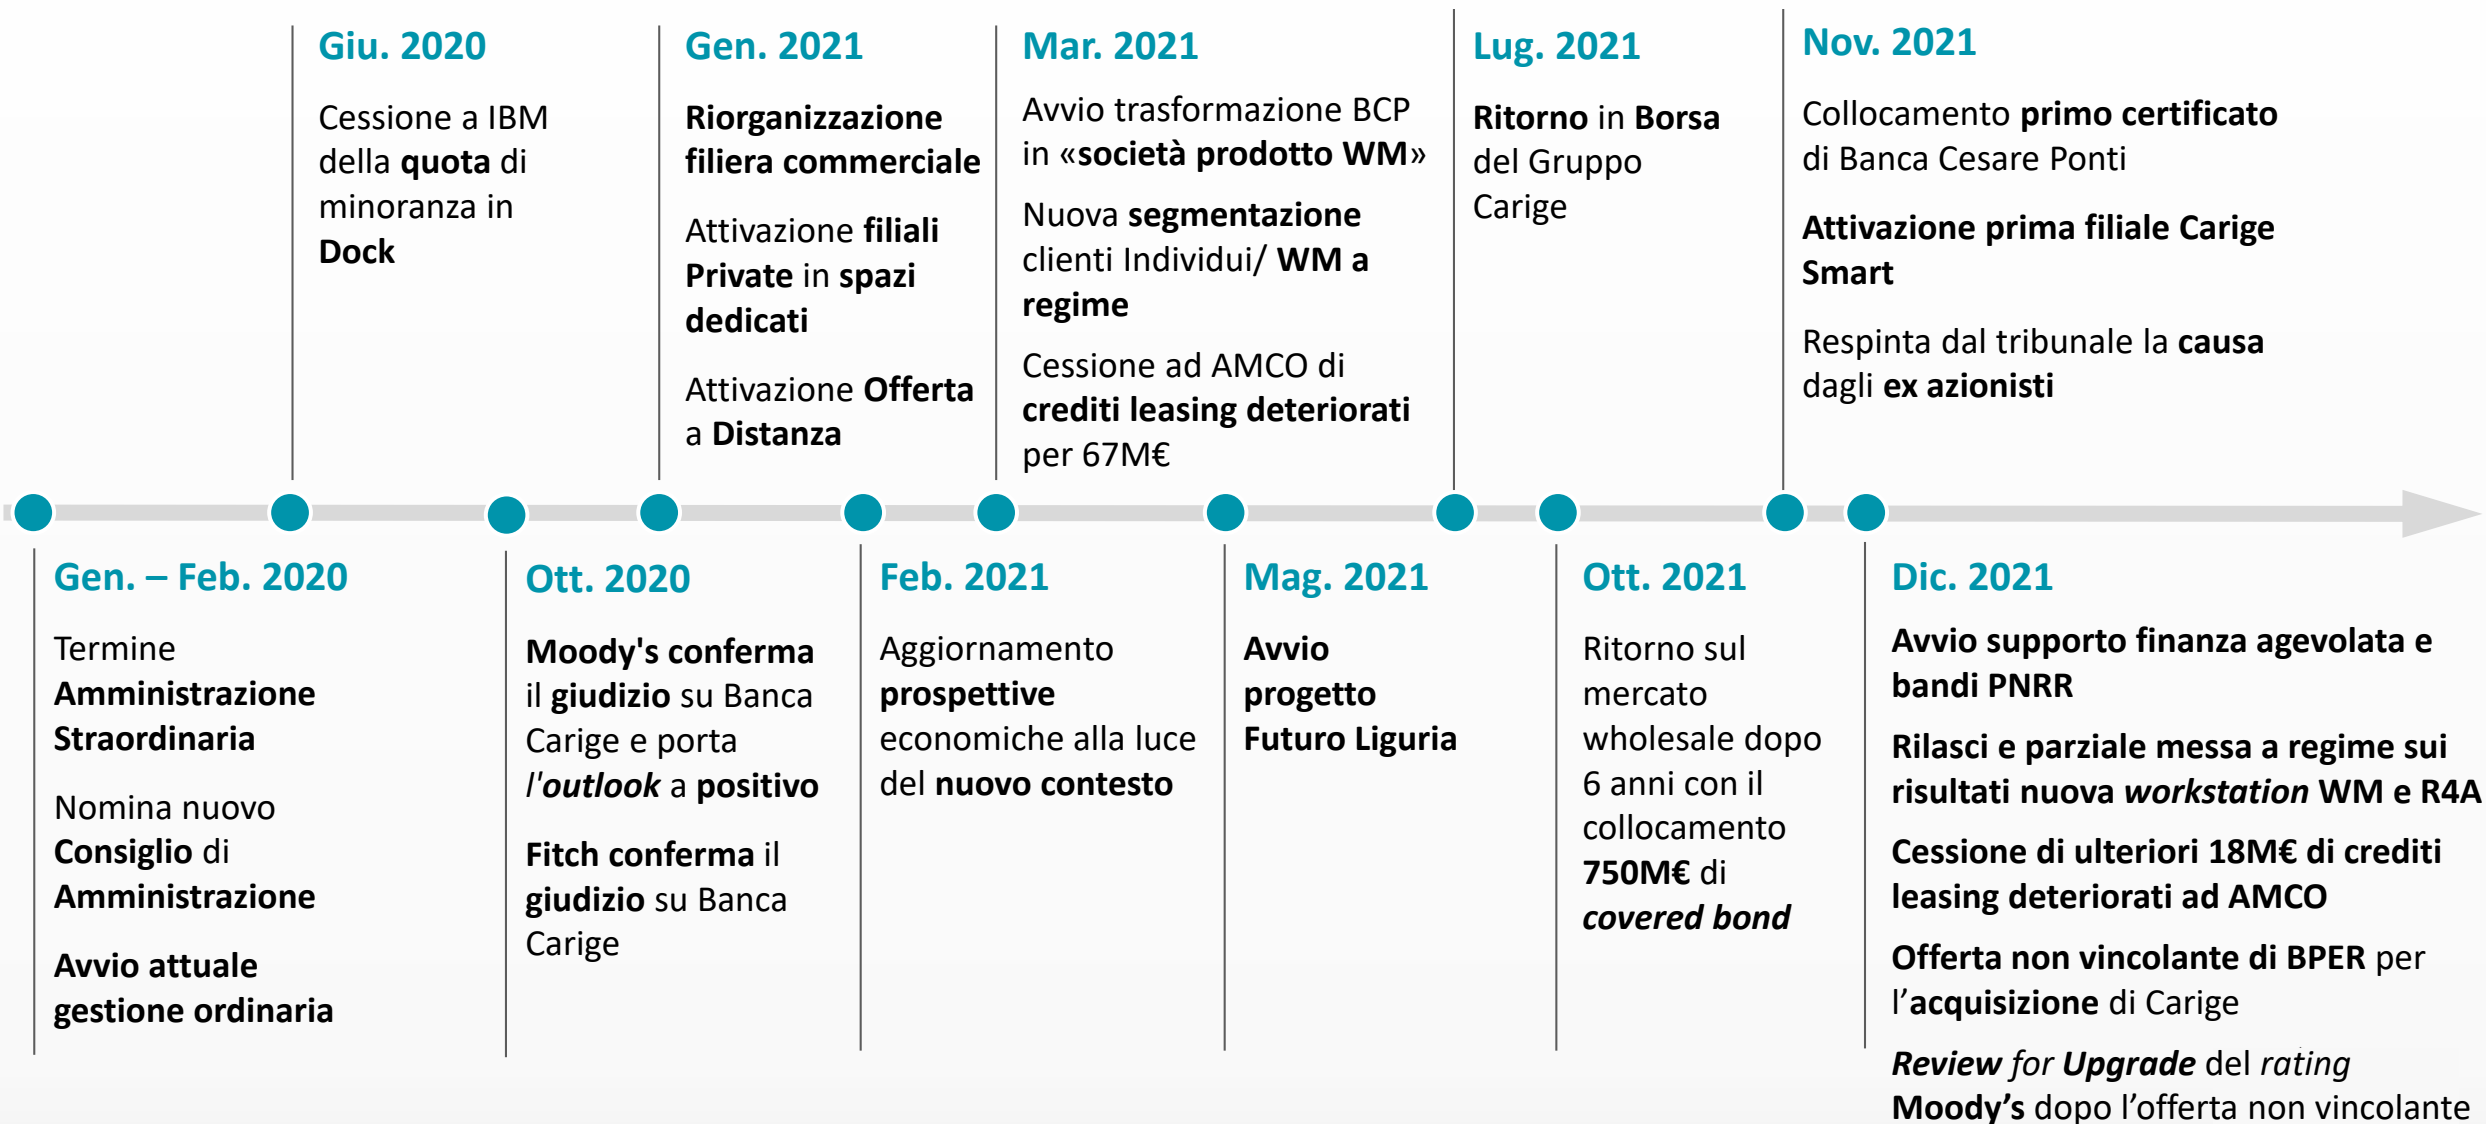 Giu. 2020
Cessione a IBM
della quota di
minoranza in
Dock
Gen. 2021
Riorganizzazione
filiera commerciale
Attivazione filiali
Private in spazi
dedicati
Attivazione Offerta
a Distanza
Mar. 2021
Avvio trasformazione BCP
in «società prodotto WM»
Nuova segmentazione
clienti Individui/ WM a
regime
Cessione ad AMCO di
crediti leasing deteriorati
per 67M€
Lug. 2021
Ritorno in Borsa
del Gruppo
Carige
Nov. 2021
Collocamento primo certificato
di Banca Cesare Ponti
Attivazione prima filiale Carige
Smart
Respinta dal tribunale la causa
dagli ex azionisti
Gen. – Feb. 2020
Termine
Amministrazione
Straordinaria
Nomina nuovo
Consiglio di
Amministrazione
Avvio attuale
gestione ordinaria
Ott. 2020
Moody's conferma
il giudizio su Banca
Carige e porta
l'outlook a positivo
Fitch conferma il
giudizio su Banca
Carige
Feb. 2021
Aggiornamento
prospettive
economiche alla luce
del nuovo contesto
Mag. 2021
Avvio
progetto
Futuro Liguria
Ott. 2021
Ritorno sul
mercato
wholesale dopo
6 anni con il
collocamento
750M€ di
covered bond
Dic. 2021
Avvio supporto finanza agevolata e
bandi PNRR
Rilasci e parziale messa a regime sui
risultati nuova workstation WM e R4A
Cessione di ulteriori 18M€ di crediti
leasing deteriorati ad AMCO
Offerta non vincolante di BPER per
l’acquisizione di Carige
Review for Upgrade del rating
Moody’s dopo l’offerta non vincolante